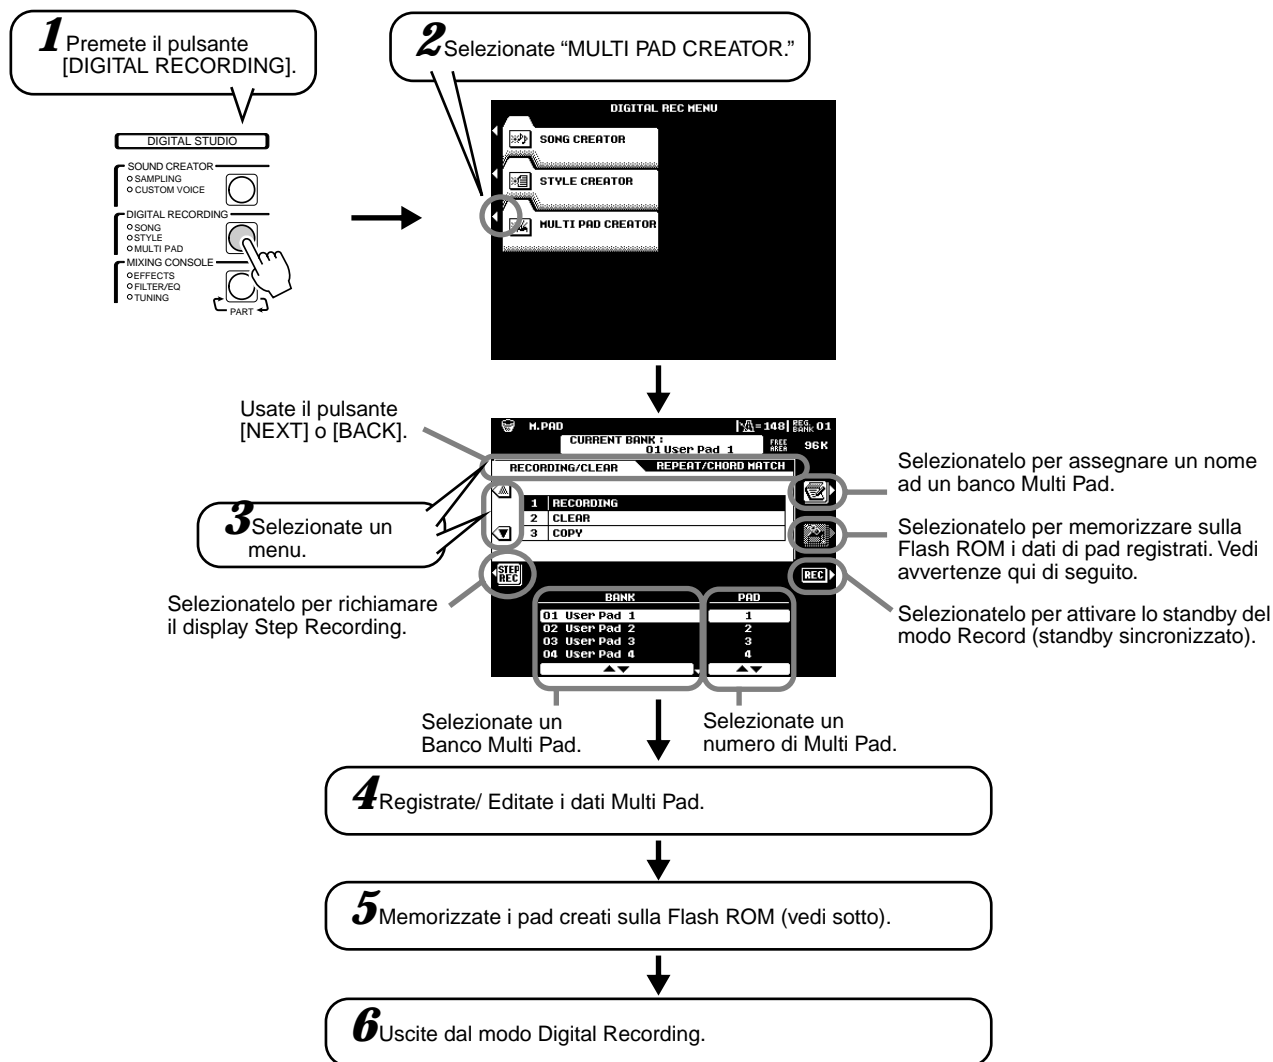 1 Premete il pulsante
[DIGITAL RECORDING].
2 Selezionate “MULTI PAD CREATOR.”
DIGITAL STUDIO
SOUND CREATOR
SAMPLING
CUSTOM VOICE
DIGITAL RECORDING
SONG
STYLE
MULTI PAD
MIXING CONSOLE
EFFECTS
FILTER/EQ
TUNING
PART
DIGITAL REC MENU
SONG CREATOR
STYLE CREATOR
MULTI PAD CREATOR
Usate il pulsante
[NEXT] o [BACK].
3 Selezionate un
menu.
Selezionatelo per richiamare
il display Step Recording.
M.PAD
=148
REG. BANK 01
CURRENT BANK :
01 User Pad 1
FREE AREA 96K
RECORDING/CLEAR
REPEAT/CHORD MATCH
1 RECORDING
2 CLEAR
3 COPY
STEP
REC
REC
BANK
PAD
01 User Pad 1
1
02 User Pad 2
2
03 User Pad 3
3
04 User Pad 4
4
Selezionatelo per assegnare un nome
ad un banco Multi Pad.
Selezionatelo per memorizzare sulla
Flash ROM i dati di pad registrati. Vedi
avvertenze qui di seguito.
Selezionatelo per attivare lo standby del
modo Record (standby sincronizzato).
Selezionate un
Banco Multi Pad.
Selezionate un
numero di Multi Pad.
4 Registrate/ Editate i dati Multi Pad.
5 Memorizzate i pad creati sulla Flash ROM (vedi sotto).
6 Uscite dal modo Digital Recording.